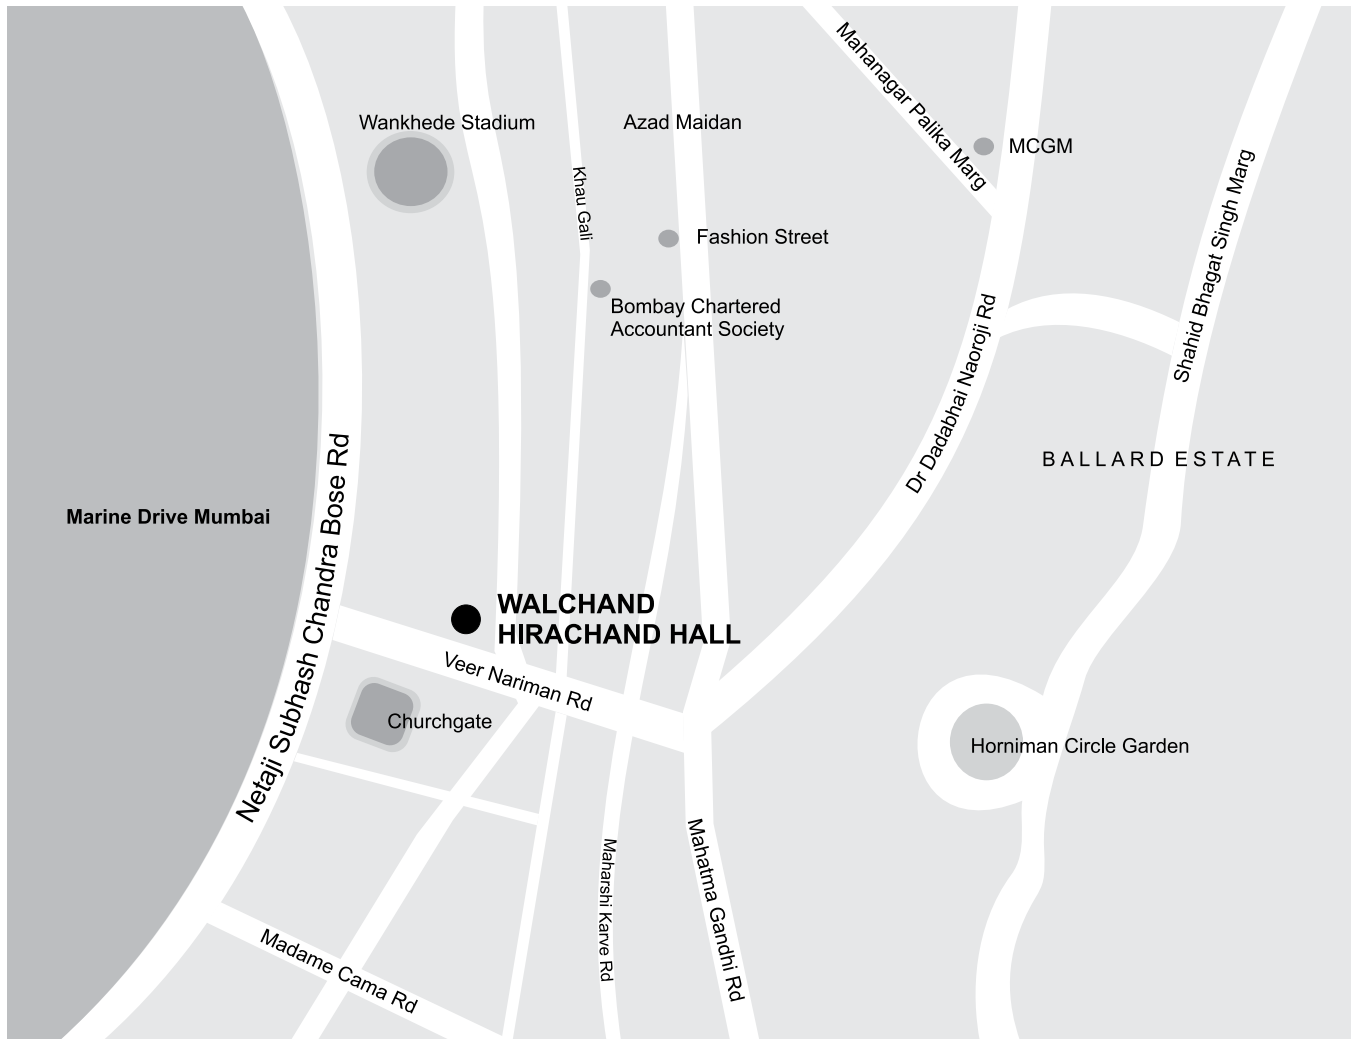 Mahanagar Palika Marg
Wankhede Stadium
Azad Maidan
MCGM
Khau Gali
Shahid Bhagat Singh Marg
Fashion Street
Bombay Chartered
Accountant Society
Dr Dadabhai Naoroji Rd
BALLARD ESTATE
Marine Drive Mumbai
Netaji Subhash Chandra Bose Rd
WALCHAND
HIRACHAND HALL
Veer Nariman Rd
Churchgate
Horniman Circle Garden
Maharshi Karve Rd
Mahatma Gandhi Rd
Madame Cama Rd